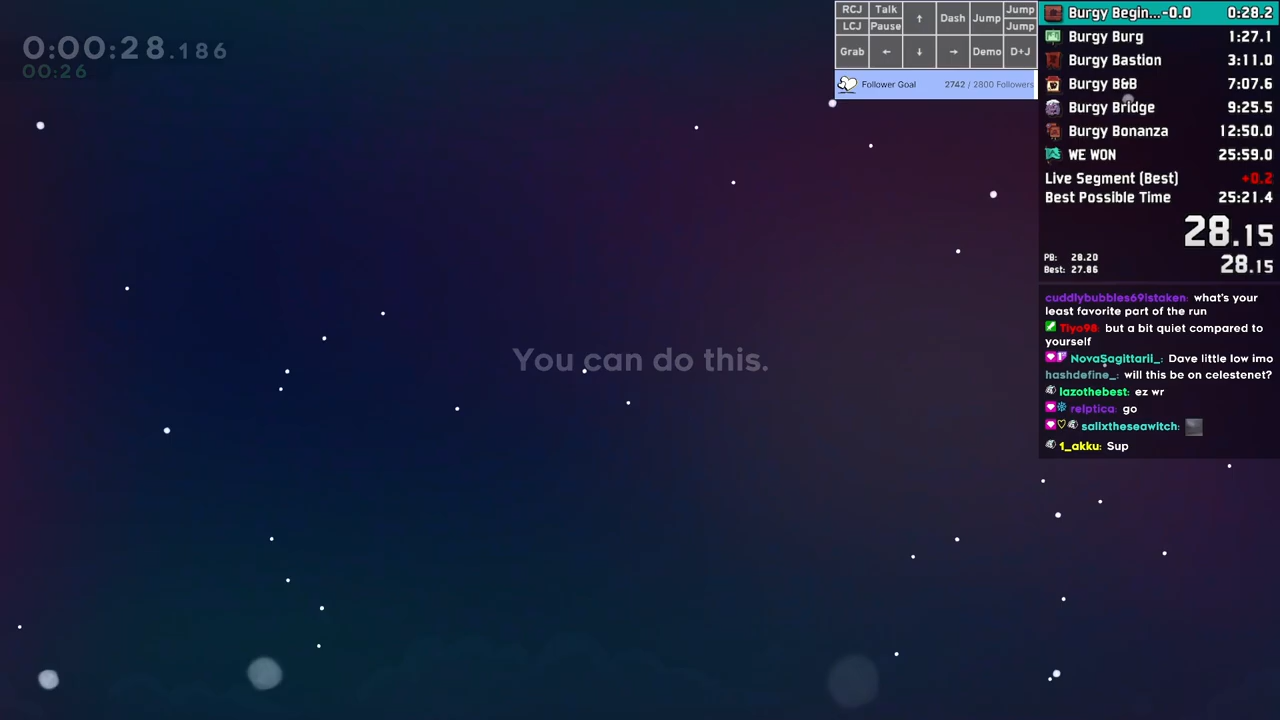 0:00:28.186
00:26
You can do this.
RCJ Talk ↑ Dash Jump Jump
LCJ Pause Jump
Grab ← ↓ → Demo D+J
Follower Goal 2742 / 2800 Followers
Burgy Begin... -0.0 0:28.2
Burgy Burg 1:27.1
Burgy Bastion 3:11.0
Burgy B&B 7:07.6
Burgy Bridge 9:25.5
Burgy Bonanza 12:50.0
WE WON 25:59.0
Live Segment (Best) +0.2
Best Possible Time 25:21.4
28.15
PB: 28.20
Best: 27.86 28.15
cuddlybubbles69istaken: what's your
least favorite part of the run
Tiyo98: but a bit quiet compared to
yourself
NovaSagittarii_: Dave little low imo
hashdefine_: will this be on celestenet?
lazothebest: ez wr
relptica: go
salixtheseawitch:
1_akku: Sup